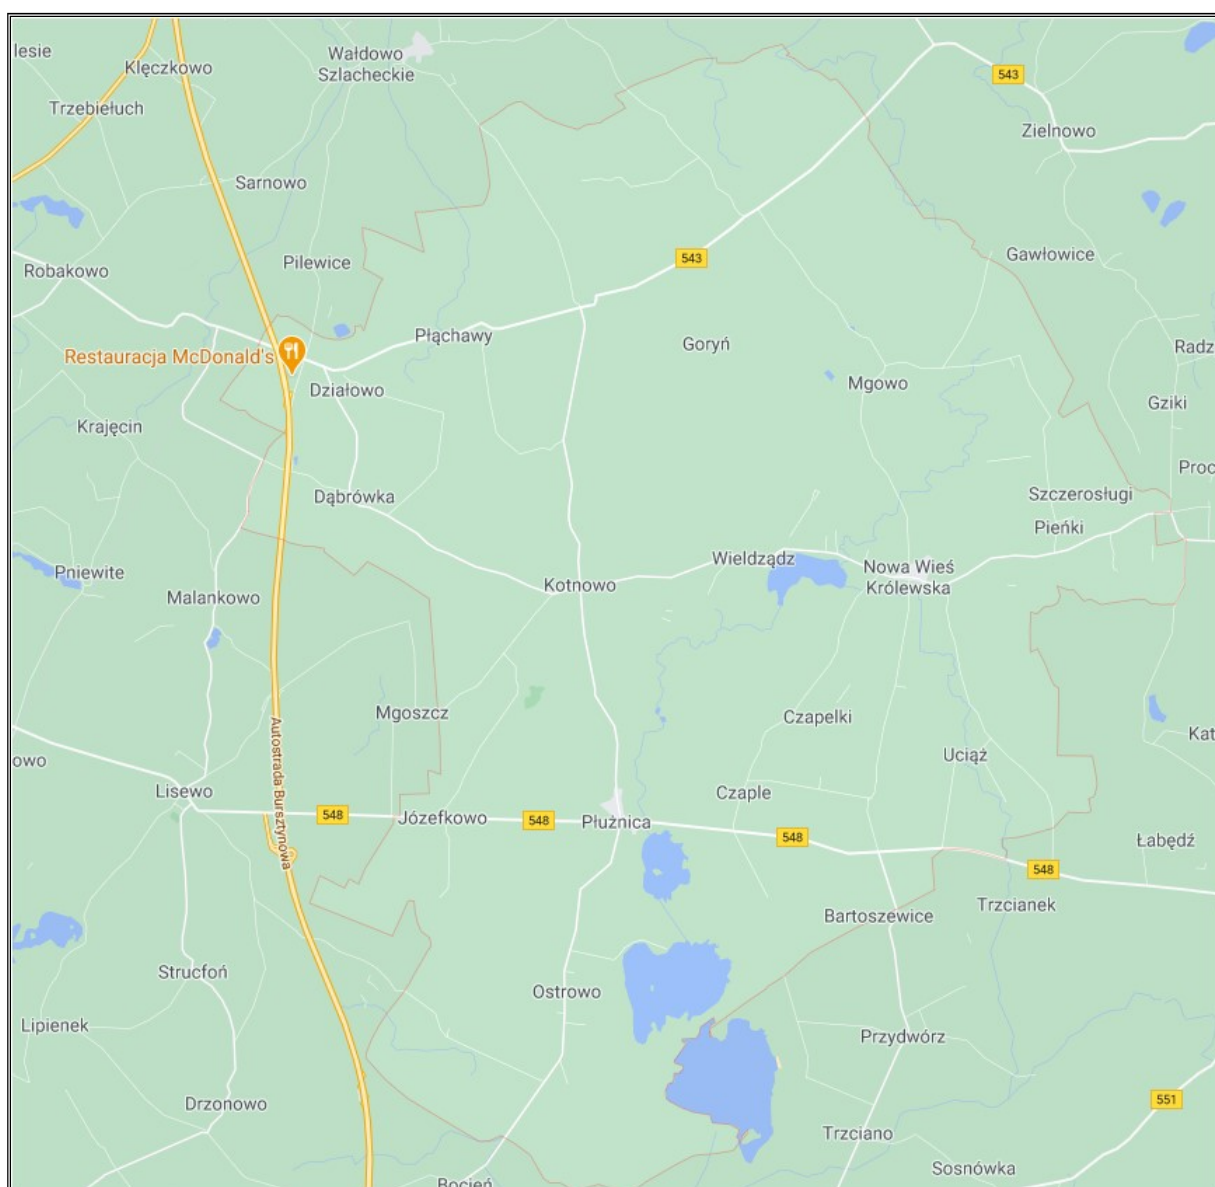 lesie
Klęczkowo
Wałdowo
Szlacheckie
543
Trzebiełuch
Zielnowo
Sarnowo
Robakowo
Pilewice
543
Gawłowice
Płąchawy
Goryń
Radz
Restauracja McDonald's
Działowo
Mgowo
Gziki
Krajęcin
Proc
Dąbrówka
Szczerosługi
Pieńki
Pniewite
Wieldządz
Nowa Wieś
Królewska
Malankowo
Kotnowo
Mgoszcz
Czapelki
Kat
owo
Autostrada Bursztynowa
Uciąż
Lisewo
Czaple
548
Józefkowo
548
Płużnica
548
Łabędź
548
Bartoszewice
Trzcianek
Strucfoń
Ostrowo
Lipienek
Przydwórz
Drzonowo
551
Trzciano
Sosnówka
Bocień